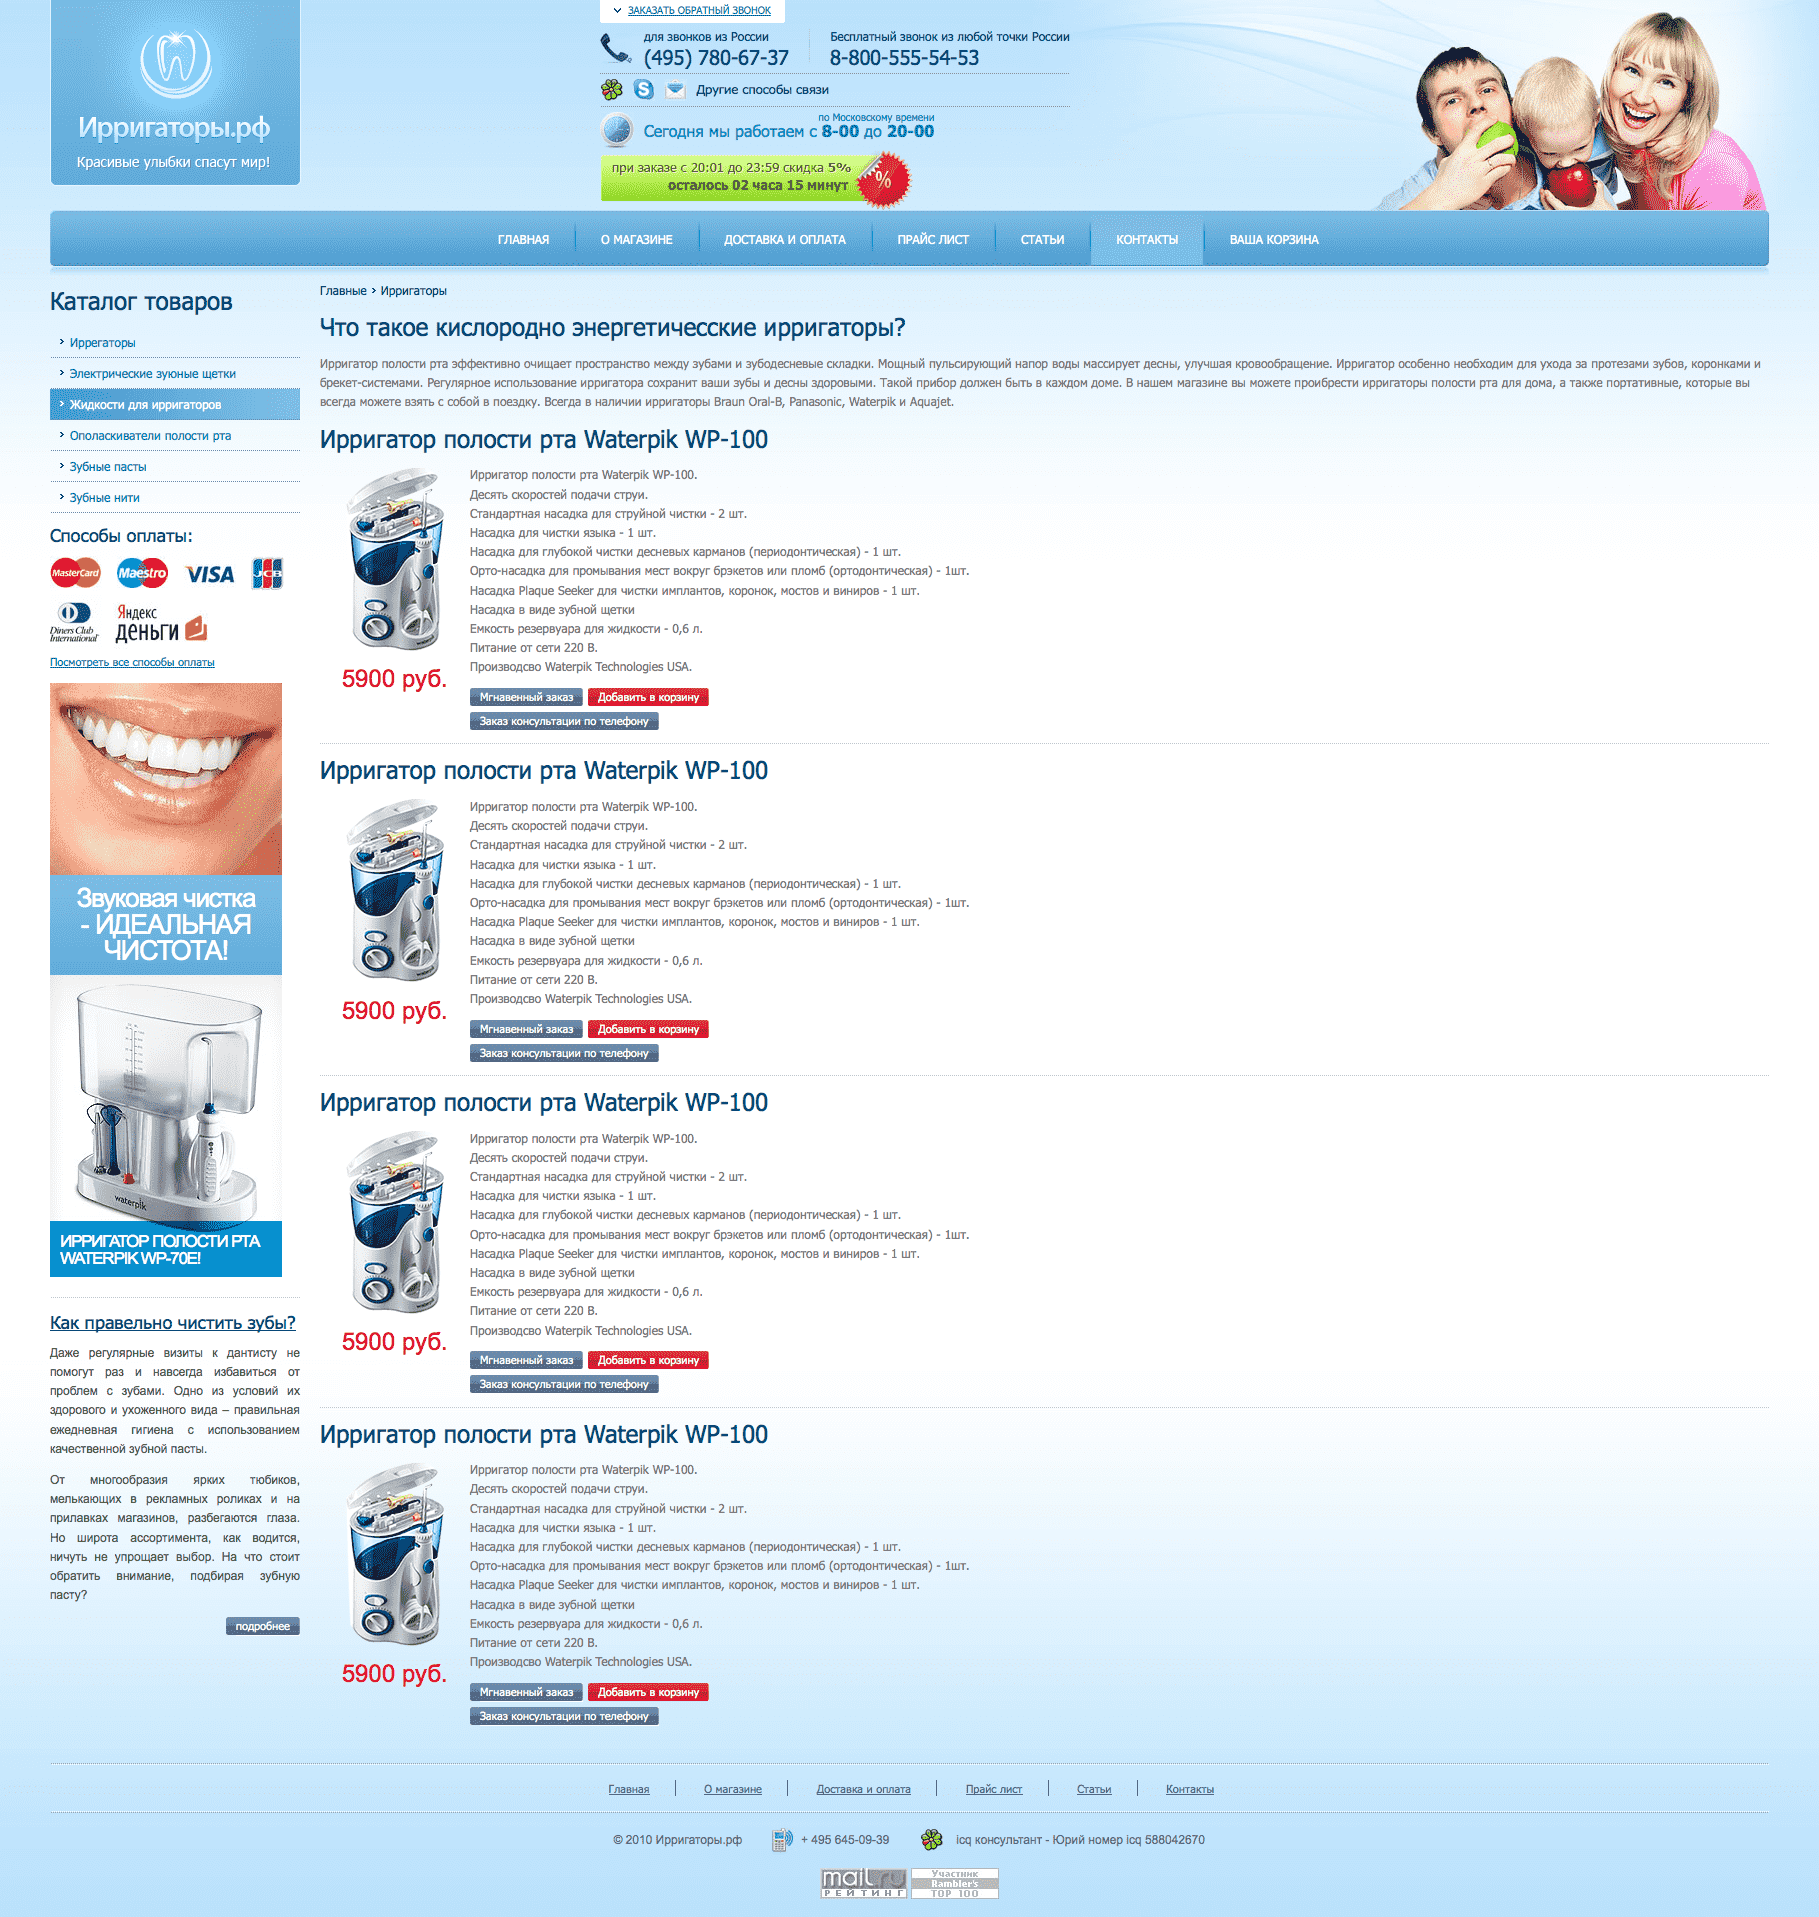 Ирригаторы.рф
Красивые улыбки спасут мир!
ЗАКАЗАТЬ ОБРАТНЫЙ ЗВОНОК
для звонков из России
(495) 780-67-37
Бесплатный звонок из любой точки России
8-800-555-54-53
Другие способы связи
по Московскому времени
Сегодня мы работаем с 8-00 до 20-00
при заказе с 20:01 до 23:59 скидка 5%
осталось 02 часа 15 минут
%
ГЛАВНАЯ
О МАГАЗИНЕ
ДОСТАВКА И ОПЛАТА
ПРАЙС ЛИСТ
СТАТЬИ
КОНТАКТЫ
ВАША КОРЗИНА
Каталог товаров
Иррегаторы
Электрические зуюные щетки
Жидкости для ирригаторов
Ополаскиватели полости рта
Зубные пасты
Зубные нити
Способы оплаты:
MasterCard
Maestro
VISA
JCB
Diners Club
International
Яндекс
деньги
Посмотреть все способы оплаты
Звуковая чистка
- ИДЕАЛЬНАЯ
ЧИСТОТА!
waterpik
ИРРИГАТОР ПОЛОСТИ РТА
WATERPIK WP-70E!
Как правельно чистить зубы?
Даже регулярные визиты к дантисту не
помогут раз и навсегда избавиться от
проблем с зубами. Одно из условий их
здорового и ухоженного вида – правильная
ежедневная гигиена с использованием
качественной зубной пасты.
От многообразия ярких тюбиков,
мелькающих в рекламных роликах и на
прилавках магазинов, разбегаются глаза.
Но широта ассортимента, как водится,
ничуть не упрощает выбор. На что стоит
обратить внимание, подбирая зубную
пасту?
подробнее
Главные > Ирригаторы
Что такое кислородно энергетичесские ирригаторы?
Ирригатор полости рта эффективно очищает пространство между зубами и зубодесневые складки. Мощный пульсирующий напор воды массирует десны, улучшая кровообращение. Ирригатор особенно необходим для ухода за протезами зубов, коронками и
брекет-системами. Регулярное использование ирригатора сохранит ваши зубы и десны здоровыми. Такой прибор должен быть в каждом доме. В нашем магазине вы можете проибрести ирригаторы полости рта для дома, а также портативные, которые вы
всегда можете взять с собой в поездку. Всегда в наличии ирригаторы Braun Oral-B, Panasonic, Waterpik и Aquajet.
Ирригатор полости рта Waterpik WP-100
Ирригатор полости рта Waterpik WP-100.
Десять скоростей подачи струи.
Стандартная насадка для струйной чистки - 2 шт.
Насадка для чистки языка - 1 шт.
Насадка для глубокой чистки десневых карманов (периодонтическая) - 1 шт.
Орто-насадка для промывания мест вокруг брэкетов или пломб (ортодонтическая) - 1шт.
Насадка Plaque Seeker для чистки имплантов, коронок, мостов и виниров - 1 шт.
Насадка в виде зубной щетки
Емкость резервуара для жидкости - 0,6 л.
Питание от сети 220 В.
Производсво Waterpik Technologies USA.
5900 руб.
Мгнавенный заказ
Добавить в корзину
Заказ консультации по телефону
Ирригатор полости рта Waterpik WP-100
Ирригатор полости рта Waterpik WP-100.
Десять скоростей подачи струи.
Стандартная насадка для струйной чистки - 2 шт.
Насадка для чистки языка - 1 шт.
Насадка для глубокой чистки десневых карманов (периодонтическая) - 1 шт.
Орто-насадка для промывания мест вокруг брэкетов или пломб (ортодонтическая) - 1шт.
Насадка Plaque Seeker для чистки имплантов, коронок, мостов и виниров - 1 шт.
Насадка в виде зубной щетки
Емкость резервуара для жидкости - 0,6 л.
Питание от сети 220 В.
Производсво Waterpik Technologies USA.
5900 руб.
Мгнавенный заказ
Добавить в корзину
Заказ консультации по телефону
Ирригатор полости рта Waterpik WP-100
Ирригатор полости рта Waterpik WP-100.
Десять скоростей подачи струи.
Стандартная насадка для струйной чистки - 2 шт.
Насадка для чистки языка - 1 шт.
Насадка для глубокой чистки десневых карманов (периодонтическая) - 1 шт.
Орто-насадка для промывания мест вокруг брэкетов или пломб (ортодонтическая) - 1шт.
Насадка Plaque Seeker для чистки имплантов, коронок, мостов и виниров - 1 шт.
Насадка в виде зубной щетки
Емкость резервуара для жидкости - 0,6 л.
Питание от сети 220 В.
Производсво Waterpik Technologies USA.
5900 руб.
Мгнавенный заказ
Добавить в корзину
Заказ консультации по телефону
Ирригатор полости рта Waterpik WP-100
Ирригатор полости рта Waterpik WP-100.
Десять скоростей подачи струи.
Стандартная насадка для струйной чистки - 2 шт.
Насадка для чистки языка - 1 шт.
Насадка для глубокой чистки десневых карманов (периодонтическая) - 1 шт.
Орто-насадка для промывания мест вокруг брэкетов или пломб (ортодонтическая) - 1шт.
Насадка Plaque Seeker для чистки имплантов, коронок, мостов и виниров - 1 шт.
Насадка в виде зубной щетки
Емкость резервуара для жидкости - 0,6 л.
Питание от сети 220 В.
Производсво Waterpik Technologies USA.
5900 руб.
Мгнавенный заказ
Добавить в корзину
Заказ консультации по телефону
Главная
О магазине
Доставка и оплата
Прайс лист
Статьи
Контакты
© 2010 Ирригаторы.рф
+ 495 645-09-39
icq консультант - Юрий номер icq 588042670
mail.ru
РЕЙТИНГ
Участник
Rambler's
TOP 100